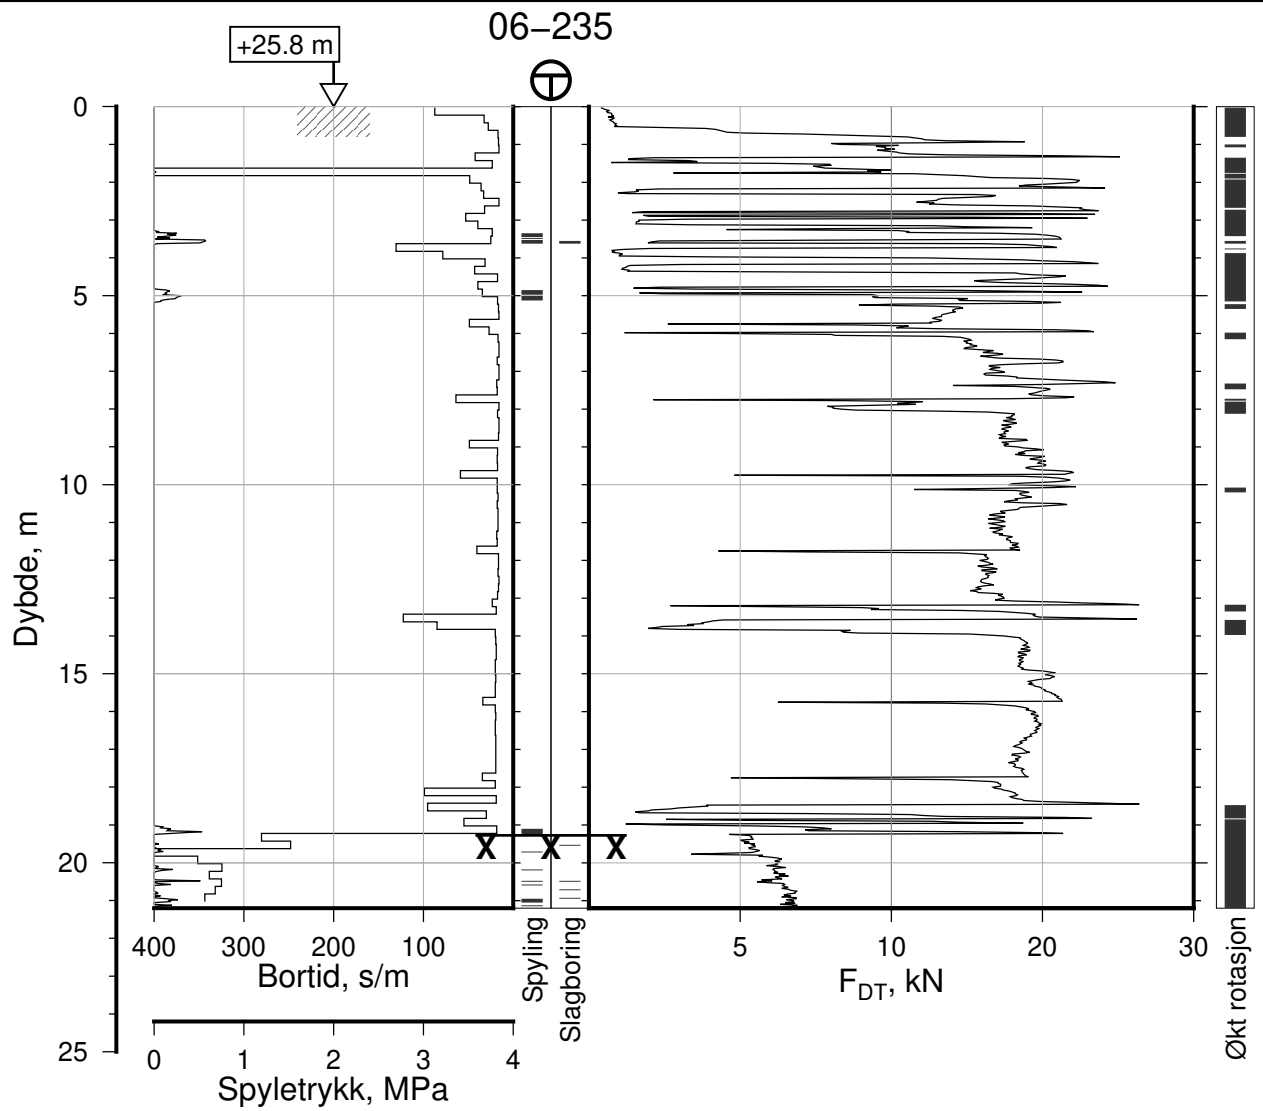 06–235
+25.8 m
0
5
10
15
20
25
Dybde, m
X X X
400 300 200 100
Bortid, s/m
0 1 2 3 4
Spyletrykk, MPa
Spyling
Slagboring
5 10 20 30
F_DT, kN
Økt rotasjon